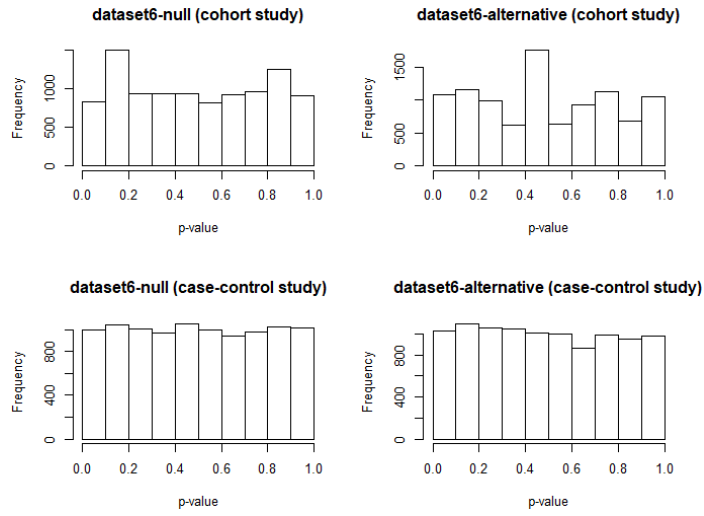 dataset6-null (cohort study)
Frequency
0 500 1000
0.0 0.2 0.4 0.6 0.8 1.0
p-value
dataset6-alternative (cohort study)
Frequency
0 500 1500
0.0 0.2 0.4 0.6 0.8 1.0
p-value
dataset6-null (case-control study)
Frequency
0 400 800
0.0 0.2 0.4 0.6 0.8 1.0
p-value
dataset6-alternative (case-control study)
Frequency
0 400 800
0.0 0.2 0.4 0.6 0.8 1.0
p-value